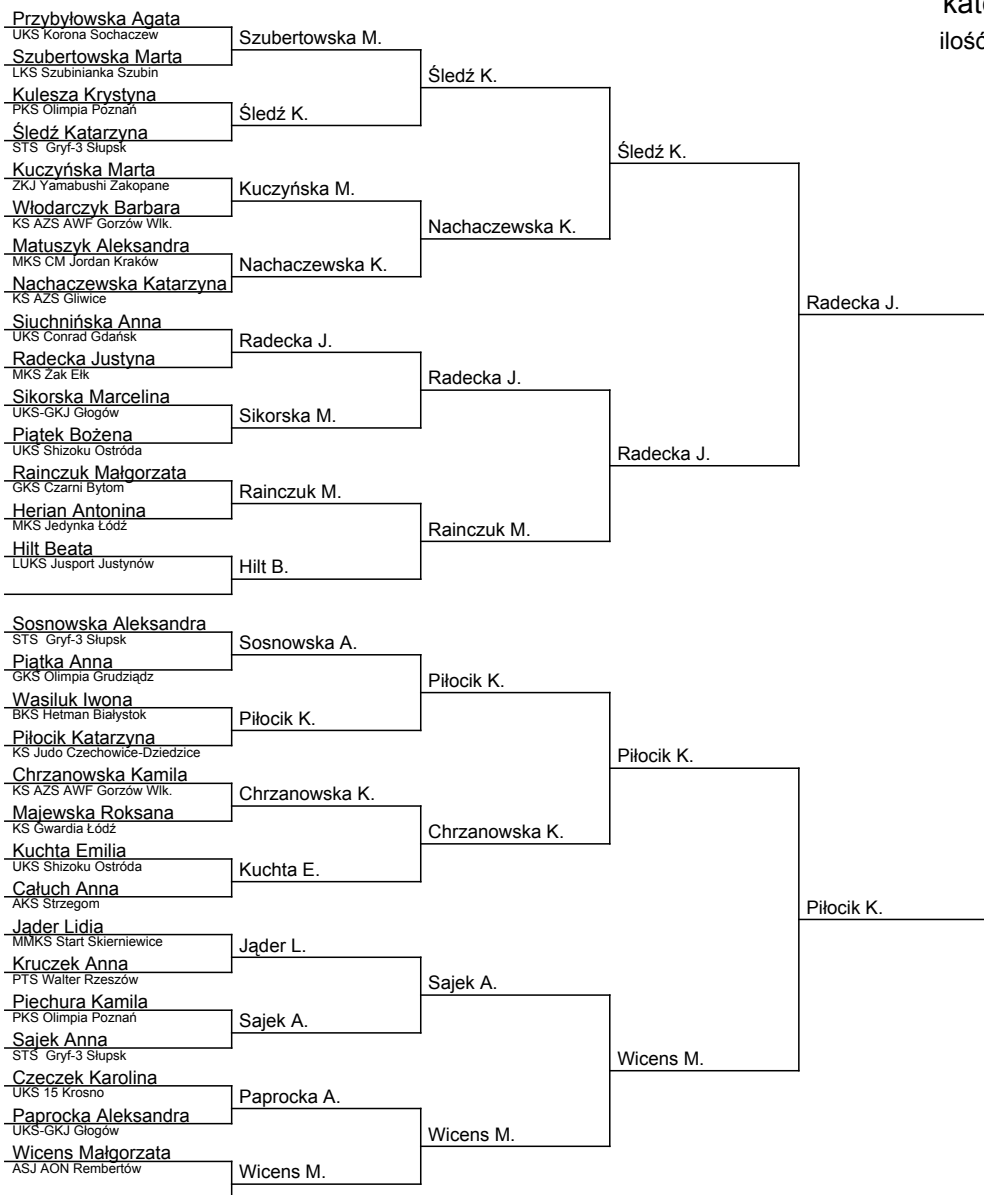 Przybyłowska Agata
UKS Korona Sochaczew
Szubertowska Marta
LKS Szubinianka Szubin
Kulesza Krystyna
PKS Olimpia Poznań
Śledź Katarzyna
STS Gryf-3 Słupsk
Kuczyńska Marta
ZKJ Yamabushi Zakopane
Włodarczyk Barbara
KS AZS AWF Gorzów Wlk.
Matuszyk Aleksandra
MKS CM Jordan Kraków
Nachaczewska Katarzyna
KS AZS Gliwice
Siuchnińska Anna
UKS Conrad Gdańsk
Radecka Justyna
MKS Żak Ełk
Sikorska Marcelina
UKS-GKJ Głogów
Piątek Bożena
UKS Shizoku Ostróda
Rainczuk Małgorzata
GKS Czarni Bytom
Herian Antonina
MKS Jedynka Łódź
Hilt Beata
LUKS Jusport Justynów
Sosnowska Aleksandra
STS Gryf-3 Słupsk
Piątka Anna
GKS Olimpia Grudziądz
Wasiluk Iwona
BKS Hetman Białystok
Piłocik Katarzyna
KS Judo Czechowice-Dziedzice
Chrzanowska Kamila
KS AZS AWF Gorzów Wlk.
Majewska Roksana
KS Gwardia Łódź
Kuchta Emilia
UKS Shizoku Ostróda
Całuch Anna
AKS Strzegom
Jąder Lidia
MMKS Start Skierniewice
Kruczek Anna
PTS Walter Rzeszów
Piechura Kamila
PKS Olimpia Poznań
Sajek Anna
STS Gryf-3 Słupsk
Czeczek Karolina
UKS 15 Krosno
Paprocka Aleksandra
UKS-GKJ Głogów
Wicens Małgorzata
ASJ AON Rembertów
Szubertowska M.
Śledź K.
Kuczyńska M.
Nachaczewska K.
Radecka J.
Sikorska M.
Rainczuk M.
Hilt B.
Sosnowska A.
Piłocik K.
Chrzanowska K.
Kuchta E.
Jąder L.
Sajek A.
Paprocka A.
Wicens M.
Śledź K.
Nachaczewska K.
Radecka J.
Rainczuk M.
Piłocik K.
Chrzanowska K.
Sajek A.
Wicens M.
Śledź K.
Radecka J.
Piłocik K.
Wicens M.
Radecka J.
Piłocik K.
ilość